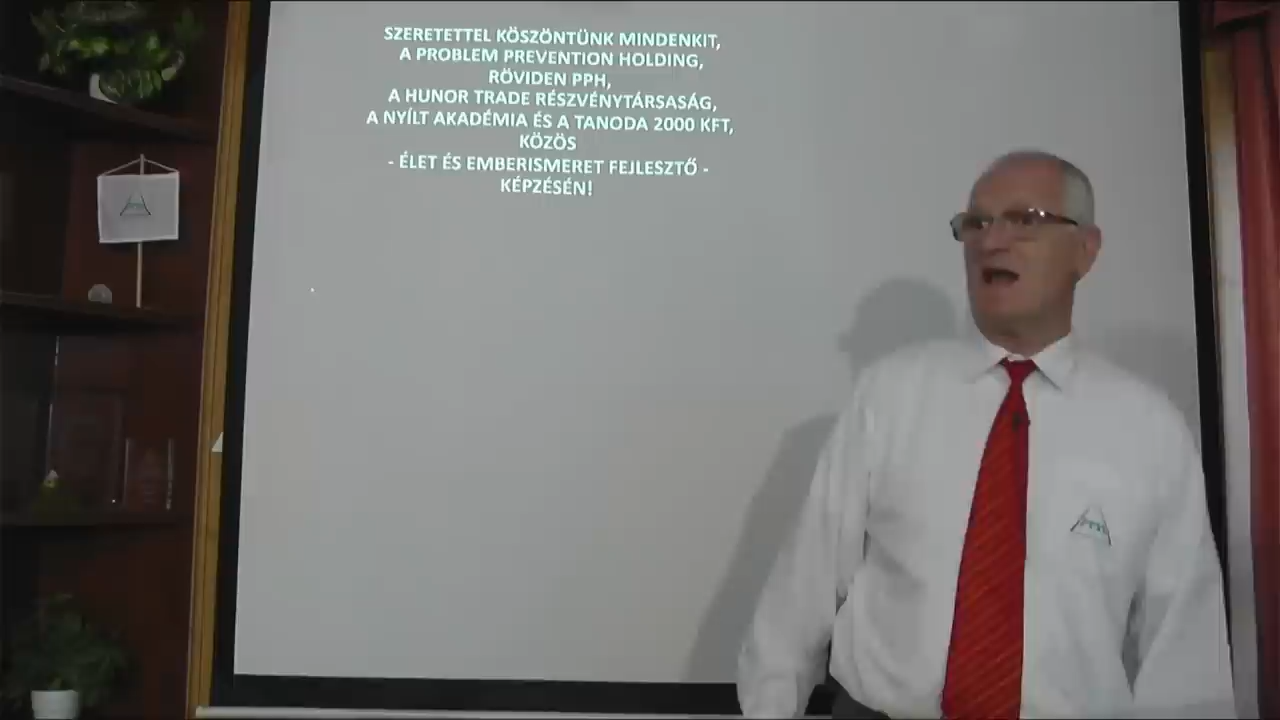 SZERETETTEL KÖSZÖNTÜNK MINDENKIT,
A PROBLEM PREVENTION HOLDING,
RÖVIDEN PPH,
A HUNOR TRADE RÉSZVÉNYTÁRSASÁG,
A NYÍLT AKADÉMIA ÉS A TANODA 2000 KFT,
KÖZÖS
- ÉLET ÉS EMBERISMERET FEJLESZTŐ -
KÉPZÉSÉN!